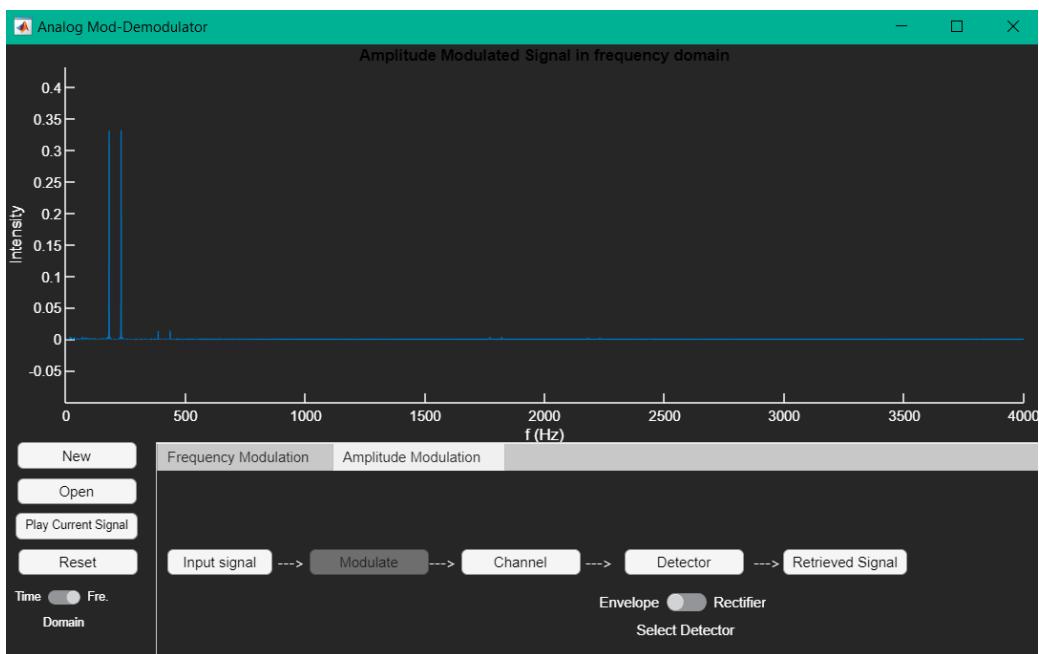 Analog Mod-Demodulator
Amplitude Modulated Signal in frequency domain
0.4
0.35
0.3
0.25
0.2
0.15
0.1
0.05
0
-0.05
Intensity
0 500 1000 1500 2000 2500 3000 3500 4000
f (Hz)
New
Open
Play Current Signal
Reset
Time Fre.
Domain
Frequency Modulation Amplitude Modulation
Input signal ---> Modulate ---> Channel ---> Detector ---> Retrieved Signal
Envelope Rectifier
Select Detector